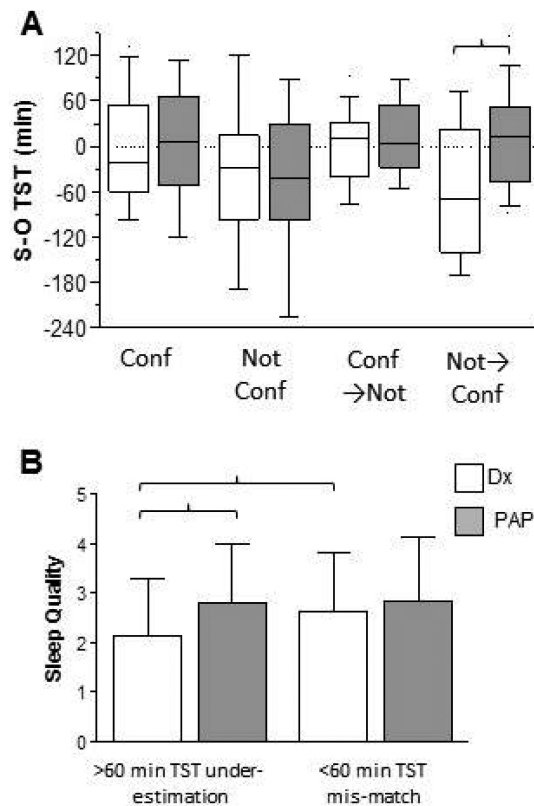 A
S-O TST (min)
120
60
0
-60
-120
-180
-240
Conf
Not
Conf
Conf
→Not
Not→
Conf
B
Dx
PAP
Sleep Quality
5
4
3
2
1
0
>60 min TST under-
estimation
<60 min TST
mis-match